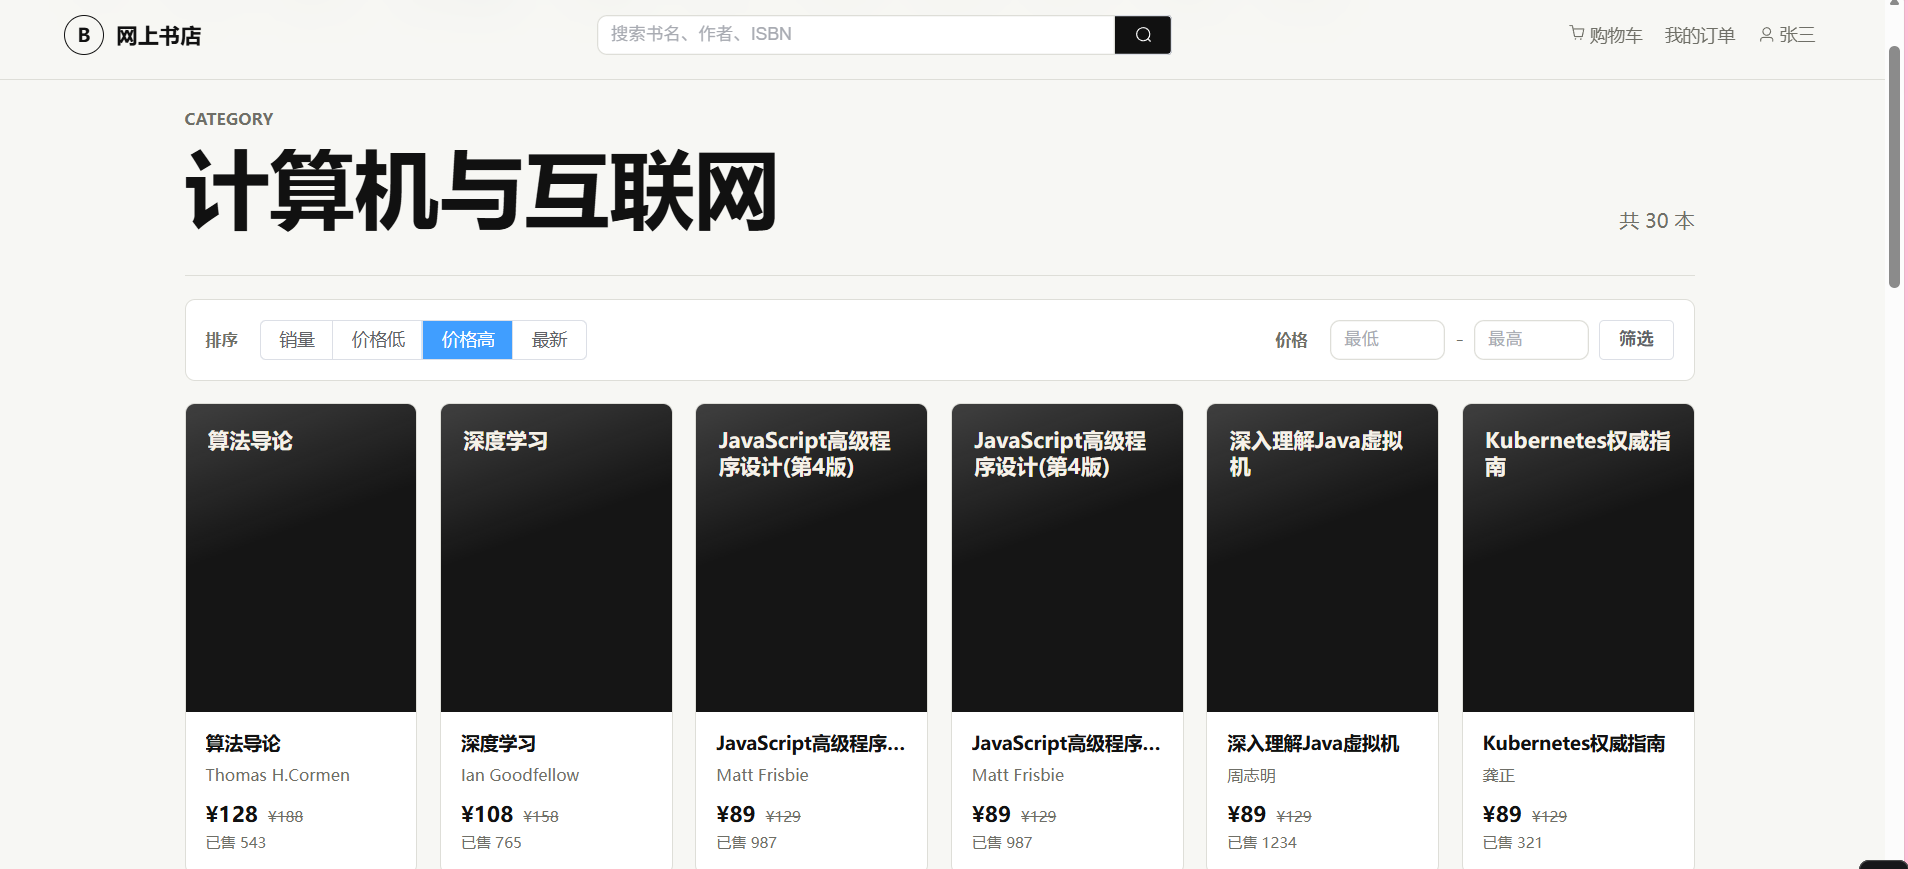 B 网上书店
搜索书名、作者、ISBN
购物车 我的订单 张三
CATEGORY
计算机与互联网
共 30 本
排序 销量 价格低 价格高 最新
价格 最低 - 最高 筛选
算法导论
算法导论
Thomas H.Cormen
¥128 ¥188
已售 543
深度学习
深度学习
Ian Goodfellow
¥108 ¥158
已售 765
JavaScript高级程
序设计(第4版)
JavaScript高级程序...
Matt Frisbie
¥89 ¥129
已售 987
JavaScript高级程
序设计(第4版)
JavaScript高级程序...
Matt Frisbie
¥89 ¥129
已售 987
深入理解Java虚拟
机
深入理解Java虚拟机
周志明
¥89 ¥129
已售 1234
Kubernetes权威指
南
Kubernetes权威指南
龚正
¥89 ¥129
已售 321